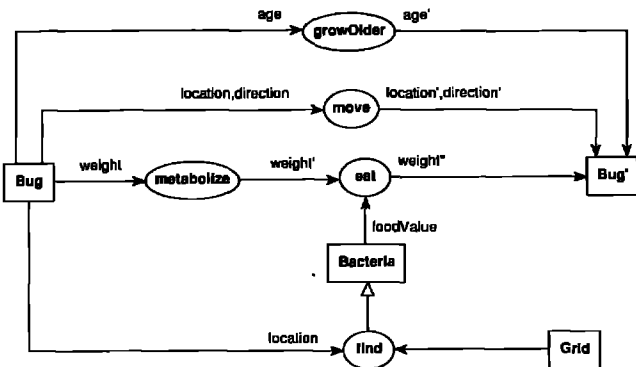 age growOlder age'
location,direction move location',direction'
Bug weight metabolize weight' eat weight" Bug'
foodValue
Bacteria
location find Grid